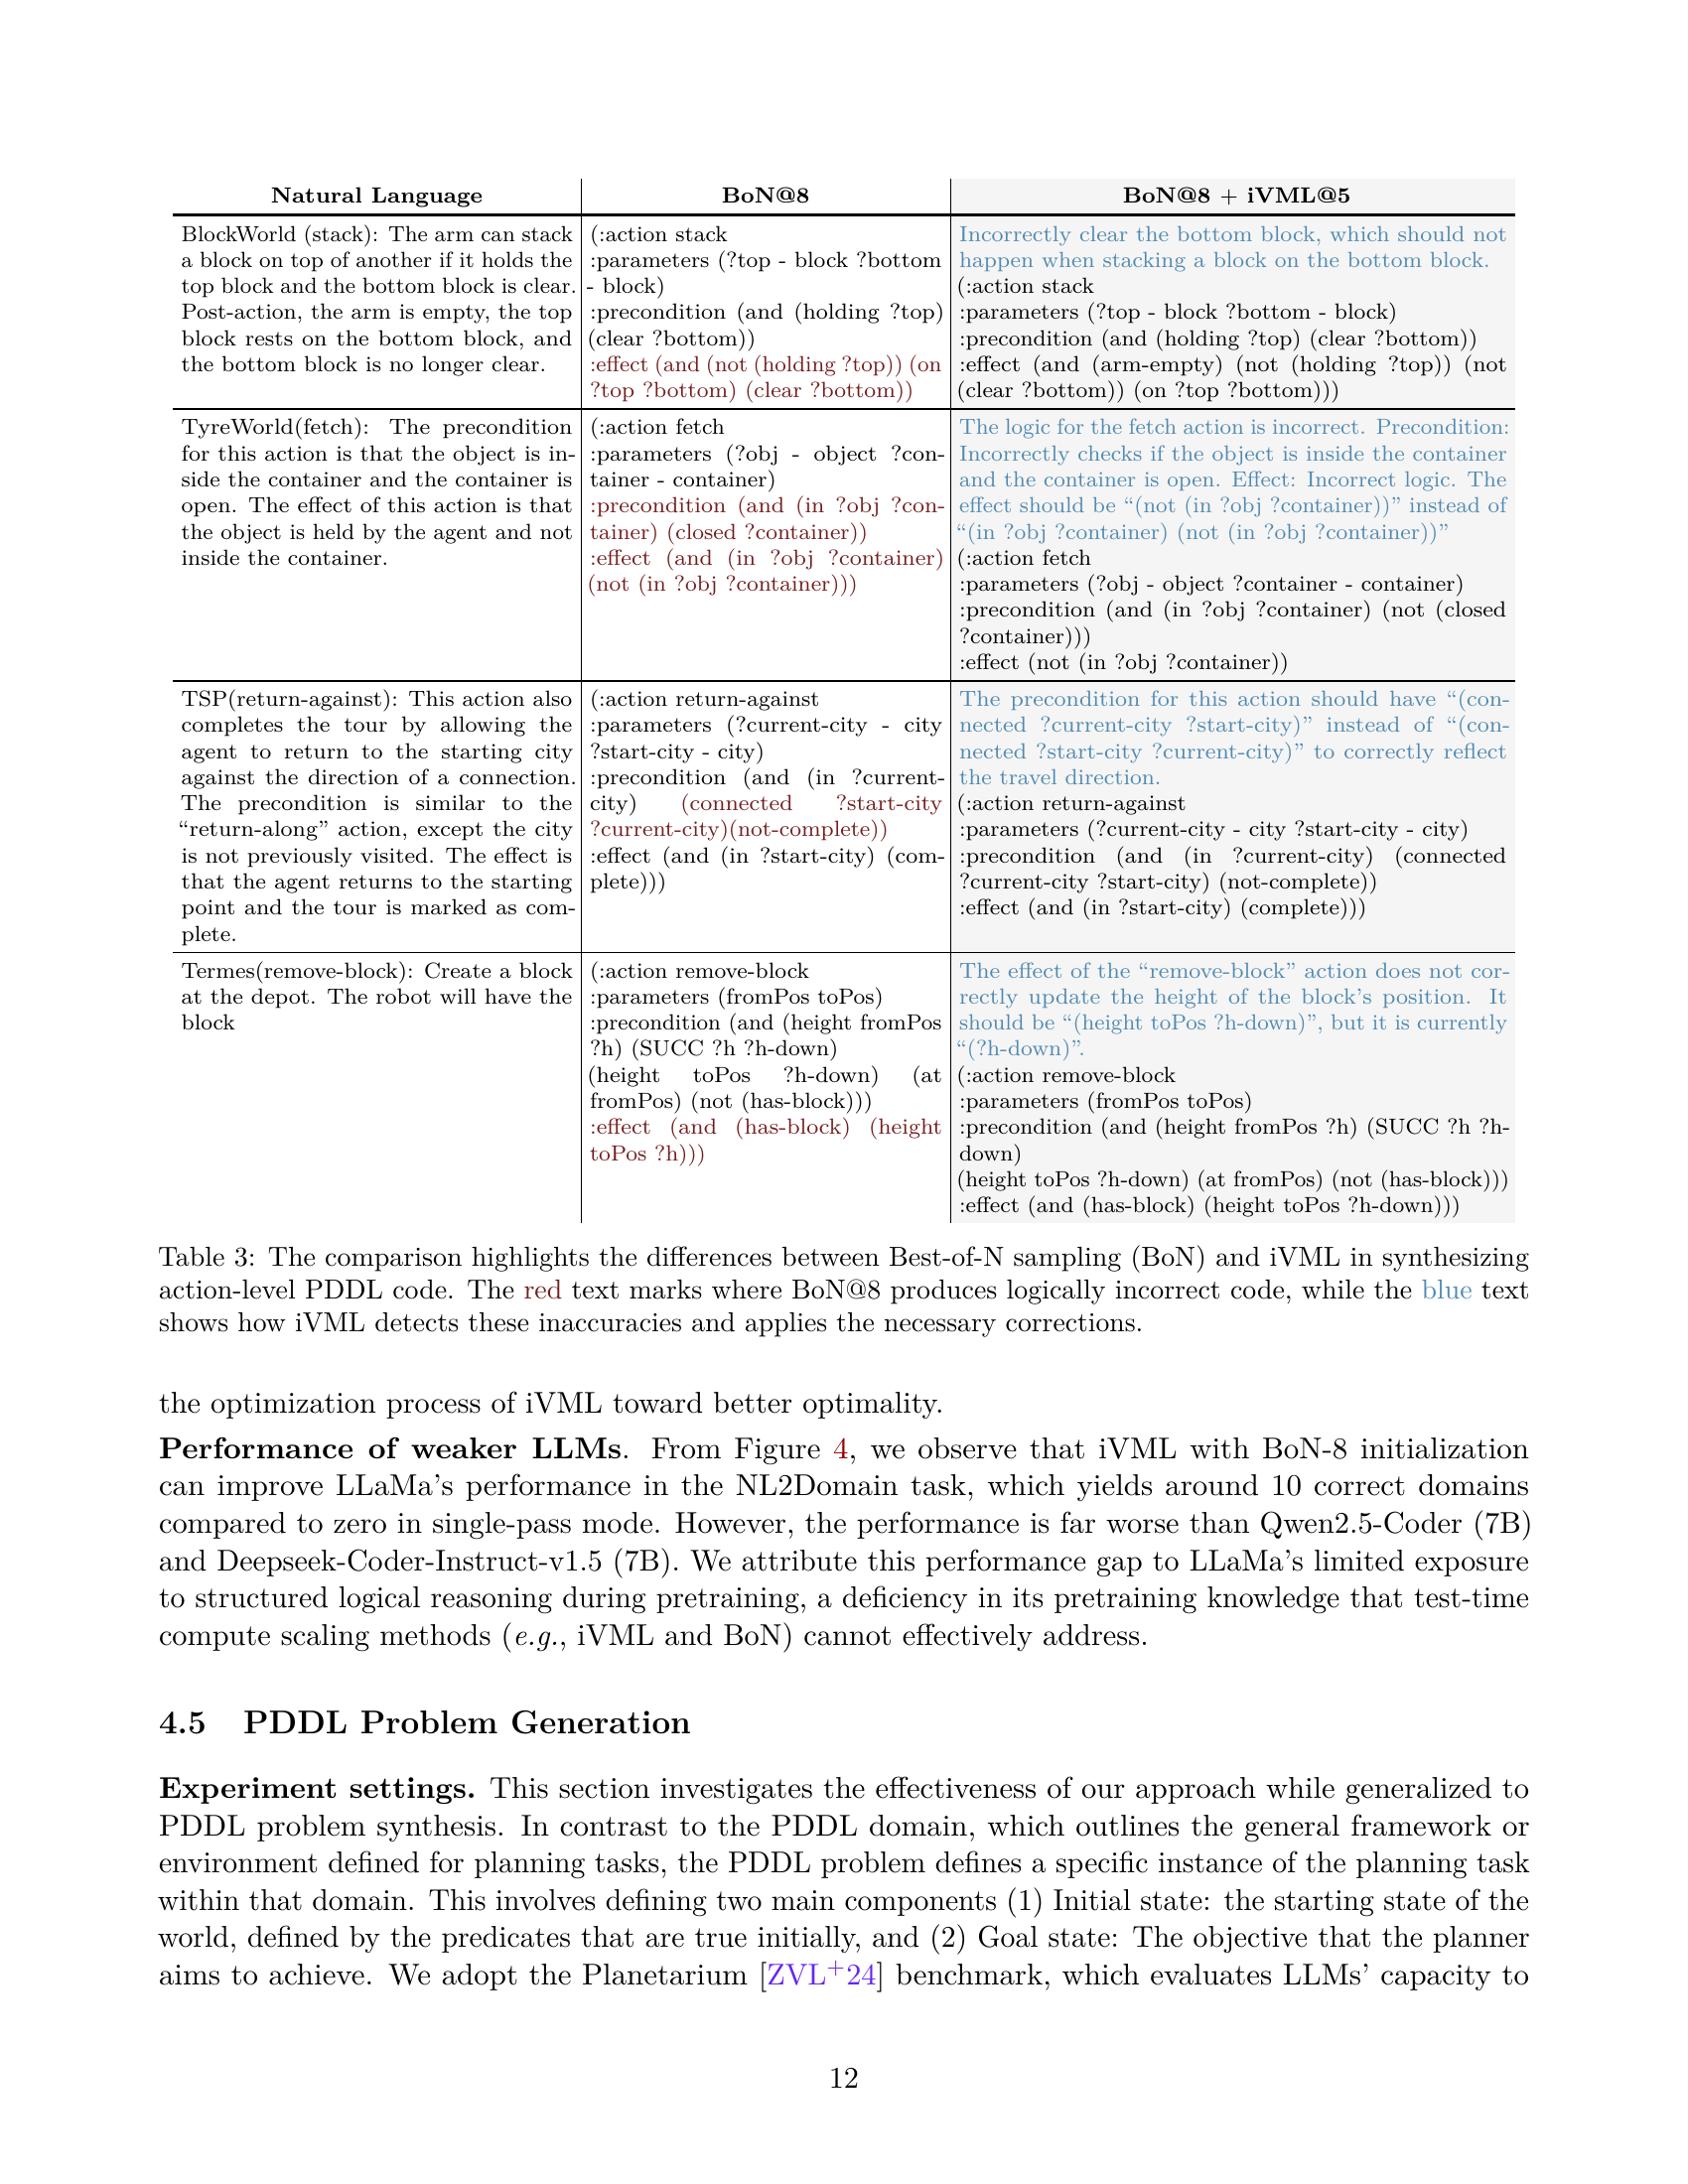 Natural Language
BoN@8
BoN@8 + iVML@5
BlockWorld (stack): The arm can stack
a block on top of another if it holds the
top block and the bottom block is clear.
Post-action, the arm is empty, the top
block rests on the bottom block, and
the bottom block is no longer clear.
(:action stack
:parameters (?top - block ?bottom
- block)
:precondition (and (holding ?top)
(clear ?bottom))
:effect (and (not (holding ?top)) (on
?top ?bottom) (clear ?bottom))
Incorrectly clear the bottom block, which should not
happen when stacking a block on the bottom block.
(:action stack
:parameters (?top - block ?bottom - block)
:precondition (and (holding ?top) (clear ?bottom))
:effect (and (arm-empty) (not (holding ?top)) (not
(clear ?bottom)) (on ?top ?bottom)))
TyreWorld(fetch): The precondition
for this action is that the object is in-
side the container and the container is
open. The effect of this action is that
the object is held by the agent and not
inside the container.
(:action fetch
:parameters (?obj - object ?con-
tainer - container)
:precondition (and (in ?obj ?con-
tainer) (closed ?container))
:effect (and (in ?obj ?container)
(not (in ?obj ?container)))
The logic for the fetch action is incorrect. Precondition:
Incorrectly checks if the object is inside the container
and the container is open. Effect: Incorrect logic. The
effect should be “(not (in ?obj ?container))” instead of
“(in ?obj ?container) (not (in ?obj ?container))”
(:action fetch
:parameters (?obj - object ?container - container)
:precondition (and (in ?obj ?container) (not (closed
?container)))
:effect (not (in ?obj ?container))
TSP(return-against): This action also
completes the tour by allowing the
agent to return to the starting city
against the direction of a connection.
The precondition is similar to the
“return-along” action, except the city
is not previously visited. The effect is
that the agent returns to the starting
point and the tour is marked as com-
plete.
(:action return-against
:parameters (?current-city - city
?start-city - city)
:precondition (and (in ?current-
city) (connected ?start-city
?current-city)(not-complete))
:effect (and (in ?start-city) (com-
plete)))
The precondition for this action should have “(con-
nected ?current-city ?start-city)” instead of “(con-
nected ?start-city ?current-city)” to correctly reflect
the travel direction.
(:action return-against
:parameters (?current-city - city ?start-city - city)
:precondition (and (in ?current-city) (connected
?current-city ?start-city) (not-complete))
:effect (and (in ?start-city) (complete)))
Termes(remove-block): Create a block
at the depot. The robot will have the
block
(:action remove-block
:parameters (fromPos toPos)
:precondition (and (height fromPos
?h) (SUCC ?h ?h-down)
(height toPos ?h-down) (at
fromPos) (not (has-block)))
:effect (and (has-block) (height
toPos ?h)))
The effect of the “remove-block” action does not cor-
rectly update the height of the block’s position. It
should be “(height toPos ?h-down)”, but it is currently
“(?h-down)”.
(:action remove-block
:parameters (fromPos toPos)
:precondition (and (height fromPos ?h) (SUCC ?h ?h-
down)
(height toPos ?h-down) (at fromPos) (not (has-block)))
:effect (and (has-block) (height toPos ?h-down)))
Table 3: The comparison highlights the differences between Best-of-N sampling (BoN) and iVML in synthesizing
action-level PDDL code. The red text marks where BoN@8 produces logically incorrect code, while the blue text
shows how iVML detects these inaccuracies and applies the necessary corrections.
the optimization process of iVML toward better optimality.
Performance of weaker LLMs. From Figure 4, we observe that iVML with BoN-8 initialization
can improve LLaMa’s performance in the NL2Domain task, which yields around 10 correct domains
compared to zero in single-pass mode. However, the performance is far worse than Qwen2.5-Coder (7B)
and Deepseek-Coder-Instruct-v1.5 (7B). We attribute this performance gap to LLaMa’s limited exposure
to structured logical reasoning during pretraining, a deficiency in its pretraining knowledge that test-time
compute scaling methods (e.g., iVML and BoN) cannot effectively address.
4.5 PDDL Problem Generation
Experiment settings. This section investigates the effectiveness of our approach while generalized to
PDDL problem synthesis. In contrast to the PDDL domain, which outlines the general framework or
environment defined for planning tasks, the PDDL problem defines a specific instance of the planning task
within that domain. This involves defining two main components (1) Initial state: the starting state of the
world, defined by the predicates that are true initially, and (2) Goal state: The objective that the planner
aims to achieve. We adopt the Planetarium [ZVL+24] benchmark, which evaluates LLMs’ capacity to
12